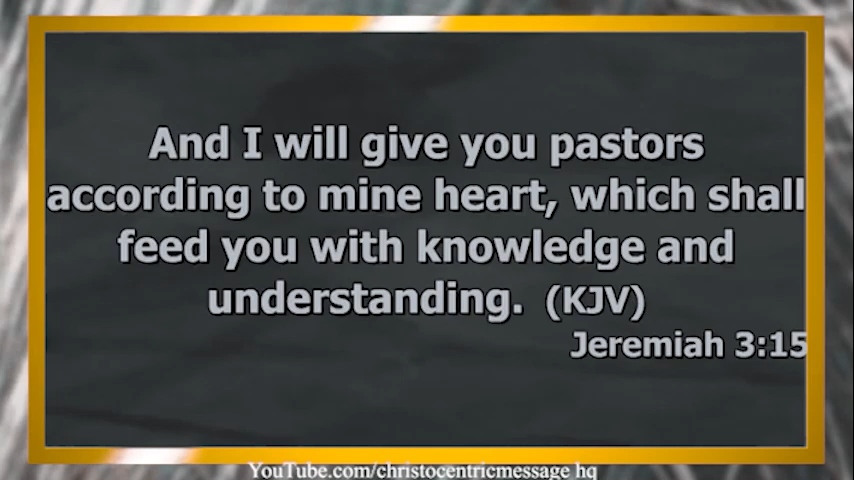 And I will give you pastors
according to mine heart, which shall
feed you with knowledge and
understanding. (KJV)
Jeremiah 3:15
YouTube.com/christocentricmessage hq